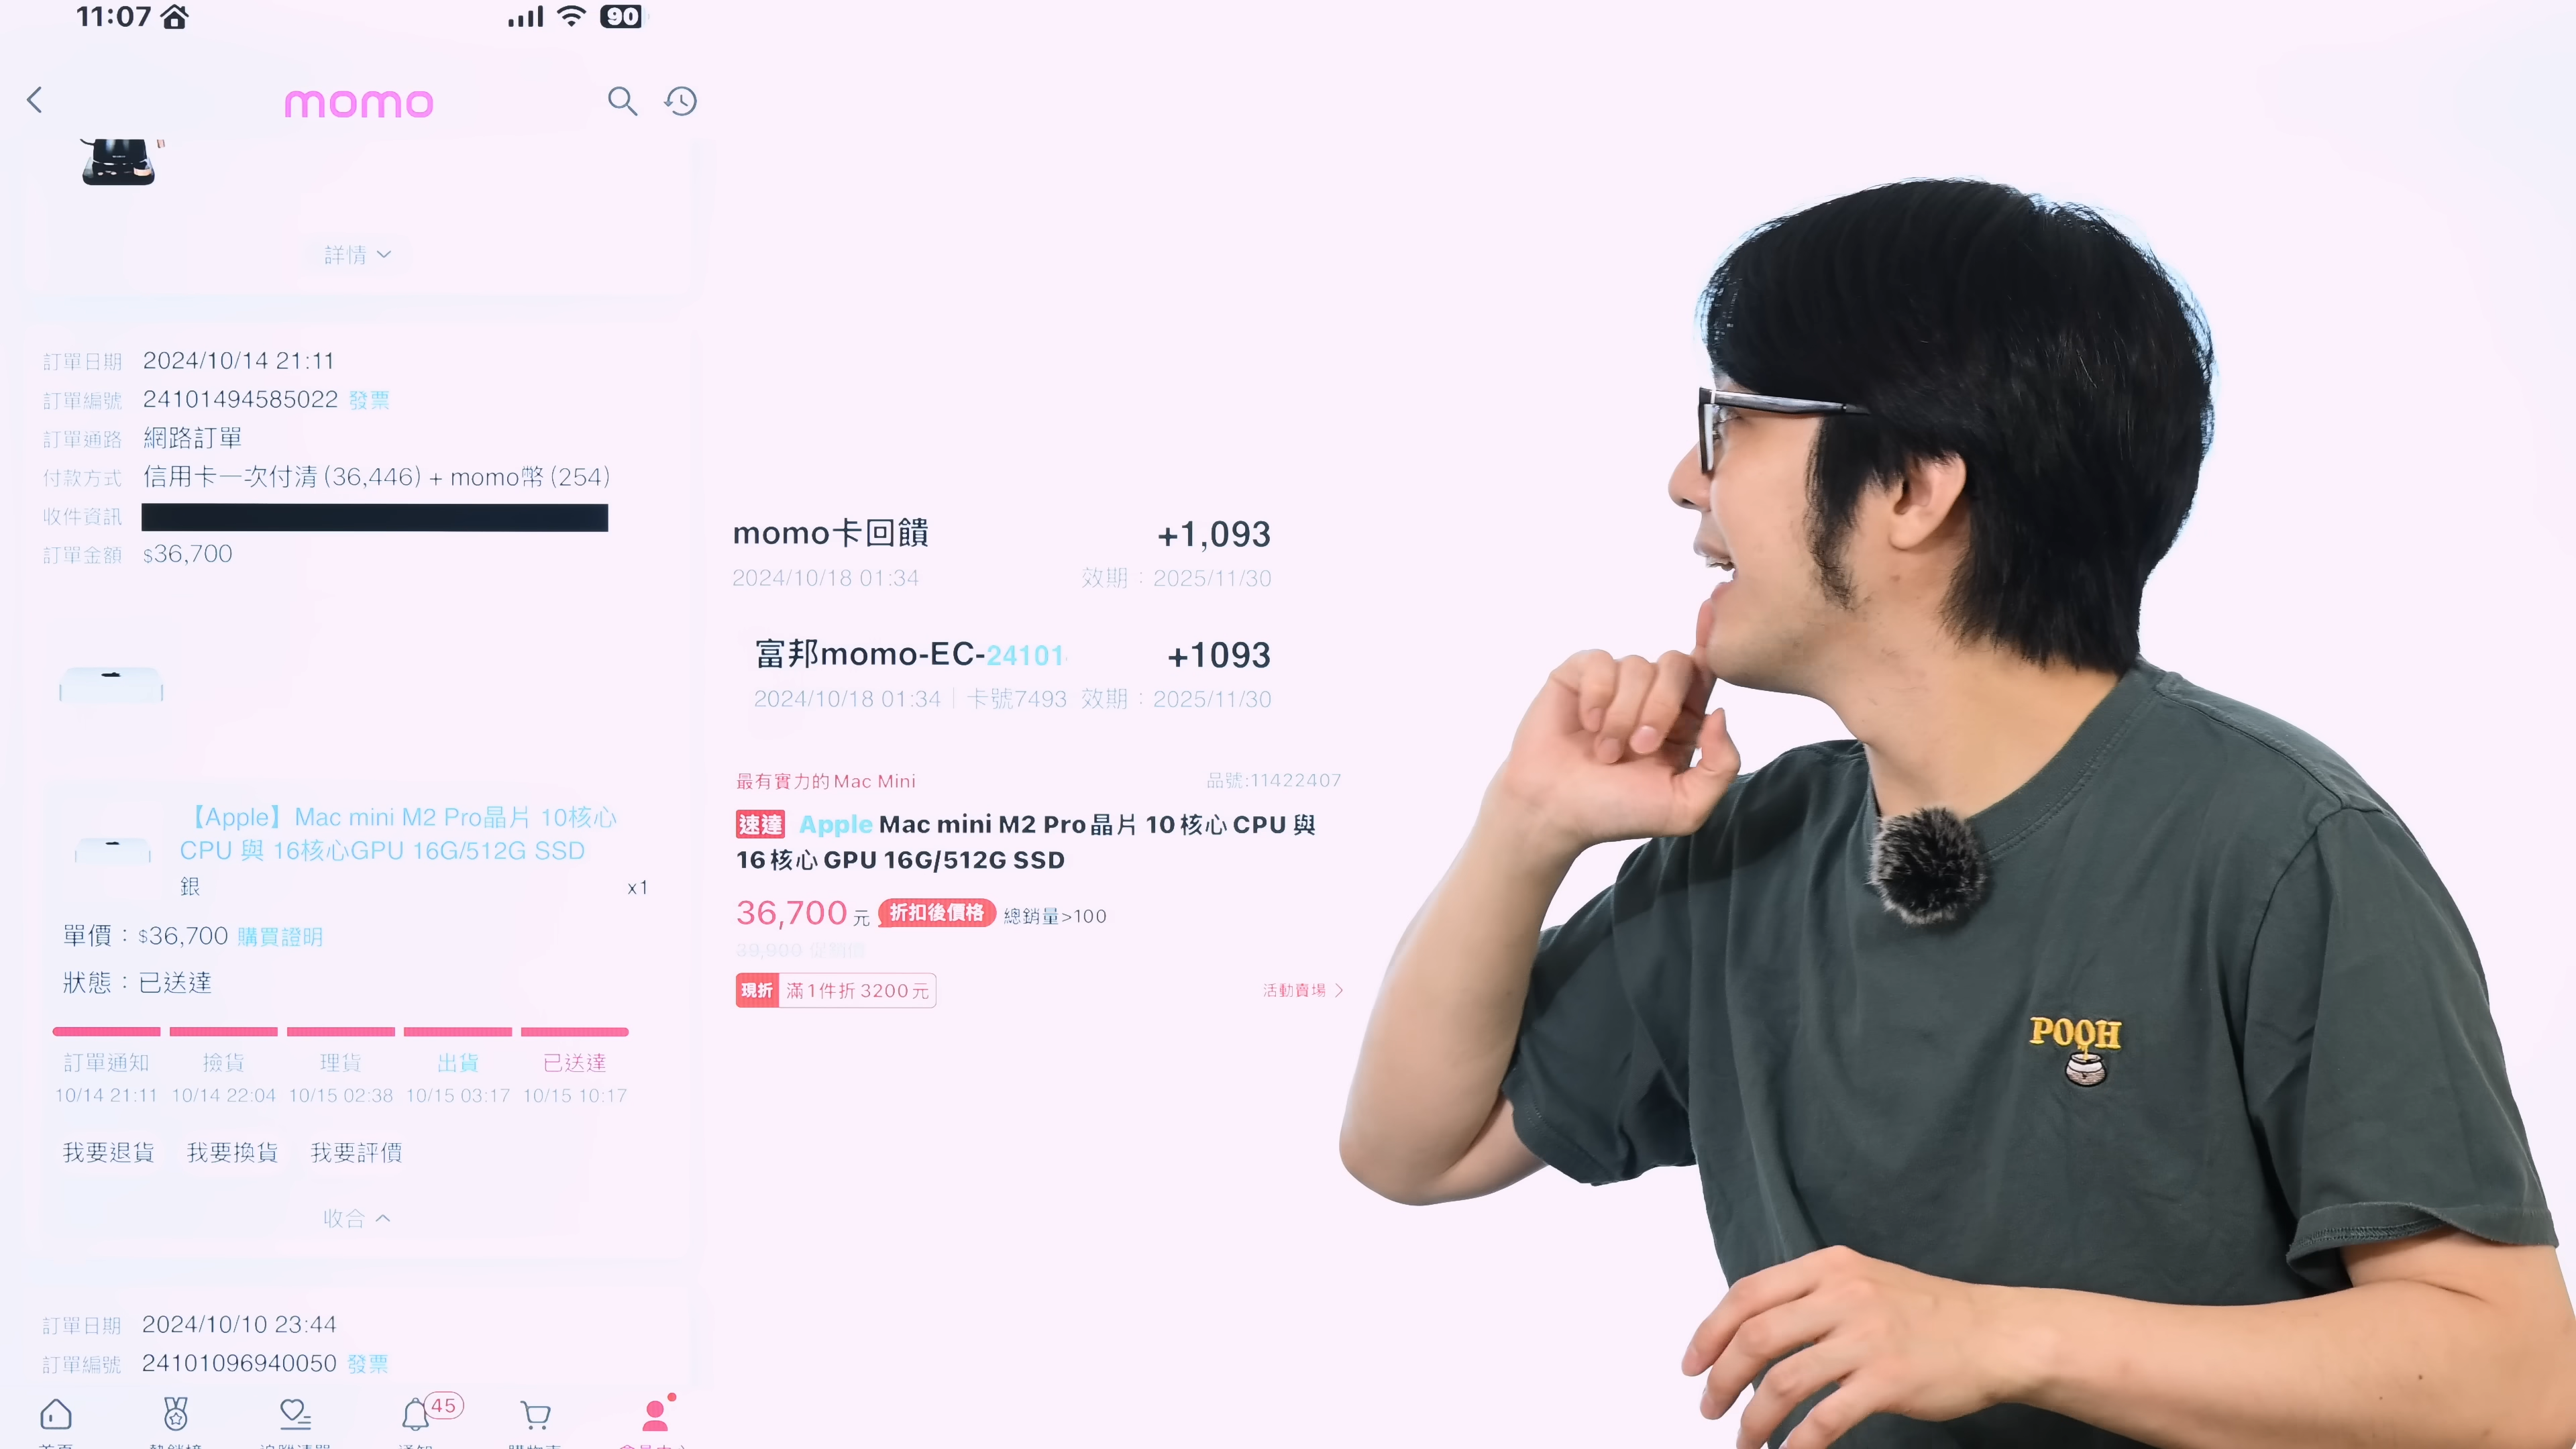 11:07
90
momo
詳情
訂單日期 2024/10/14 21:11
訂單編號 24101494585022 發票
訂單通路 網路訂單
付款方式 信用卡一次付清(36,446) + momo幣(254)
收件資訊
訂單金額 $36,700
【Apple】Mac mini M2 Pro晶片 10核心
CPU 與 16核心GPU 16G/512G SSD
銀 x1
單價：$36,700 購買證明
狀態：已送達
訂單通知 撿貨 理貨 出貨 已送達
10/14 21:11 10/14 22:04 10/15 02:38 10/15 03:17 10/15 10:17
我要退貨 我要換貨 我要評價
收合
訂單日期 2024/10/10 23:44
訂單編號 24101096940050 發票
45
momo卡回饋 +1,093
2024/10/18 01:34 效期：2025/11/30
富邦momo-EC-24101 +1093
2024/10/18 01:34｜卡號7493 效期：2025/11/30
最有實力的Mac Mini 品號:11422407
速達 Apple Mac mini M2 Pro晶片 10核心CPU 與
16核心GPU 16G/512G SSD
36,700元 折扣後價格 總銷量>100
39,900 促銷價
現折 滿1件折3200元 活動賣場
POOH